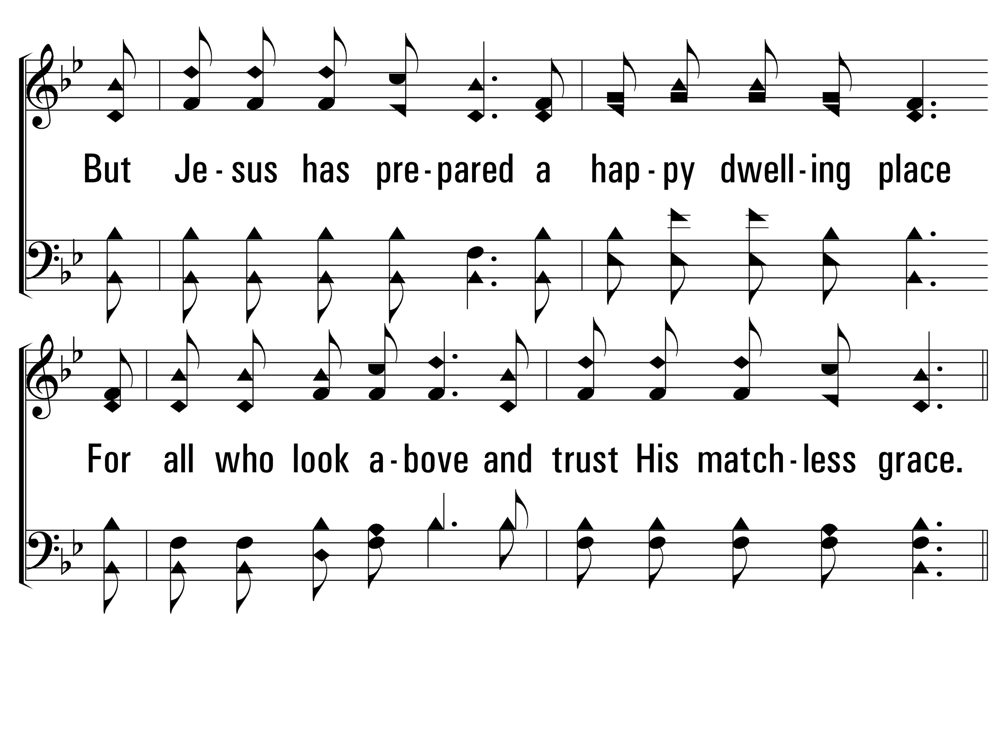 But Je - sus has pre - pared a hap - py dwell - ing place
For all who look a - bove and trust His match - less grace.